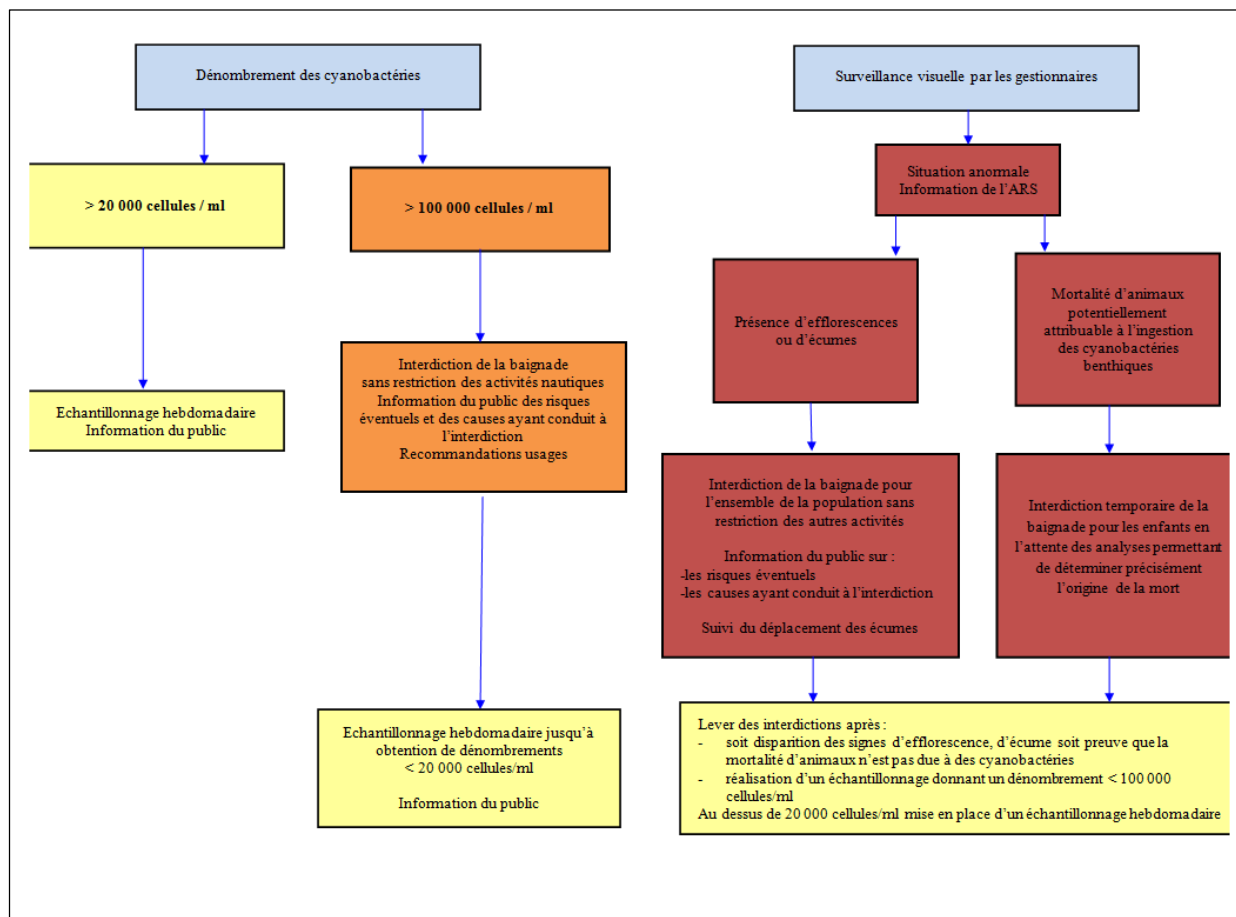 Dénombrement des cyanobactéries
> 20 000 cellules / ml
> 100 000 cellules / ml
Echantillonnage hebdomadaire
Information du public
Interdiction de la baignade
sans restriction des activités nautiques
Information du public des risques
éventuels et des causes ayant conduit à
l’interdiction
Recommandations usages
Echantillonnage hebdomadaire jusqu’à
obtention de dénombrements
< 20 000 cellules/ml
Information du public
Surveillance visuelle par les gestionnaires
Situation anormale
Information de l’ARS
Présence d’efflorescences
ou d’écumes
Mortalité d’animaux
potentiellement
attribuable à l’ingestion
des cyanobactéries
benthiques
Interdiction de la baignade pour
l’ensemble de la population sans
restriction des autres activités
Information du public sur :
-les risques éventuels
-les causes ayant conduit à l’interdiction
Suivi du déplacement des écumes
Interdiction temporaire de la
baignade pour les enfants en
l’attente des analyses permettant
de déterminer précisément
l’origine de la mort
Lever des interdictions après :
- soit disparition des signes d’efflorescence, d’écume soit preuve que la
mortalité d’animaux n’est pas due à des cyanobactéries
- réalisation d’un échantillonnage donnant un dénombrement < 100 000
cellules/ml
Au dessus de 20 000 cellules/ml mise en place d’un échantillonnage hebdomadaire